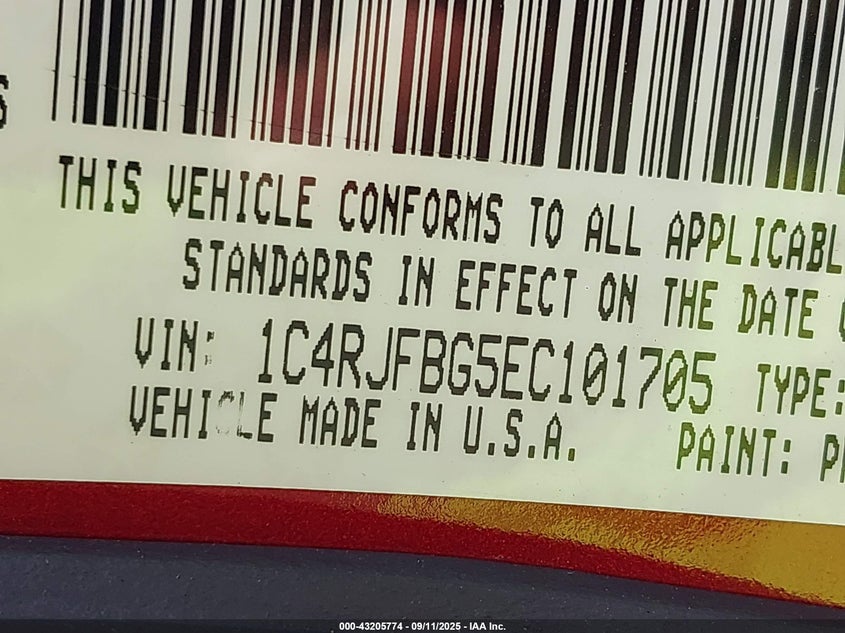 THIS VEHICLE CONFORMS TO ALL APPLICABL
STANDARDS IN EFFECT ON THE DATE
VIN: 1C4RJFBG5EC101705 TYPE:
VEHICLE MADE IN U.S.A. PAINT: P
000-43205774 - 09/11/2025 - IAA Inc.